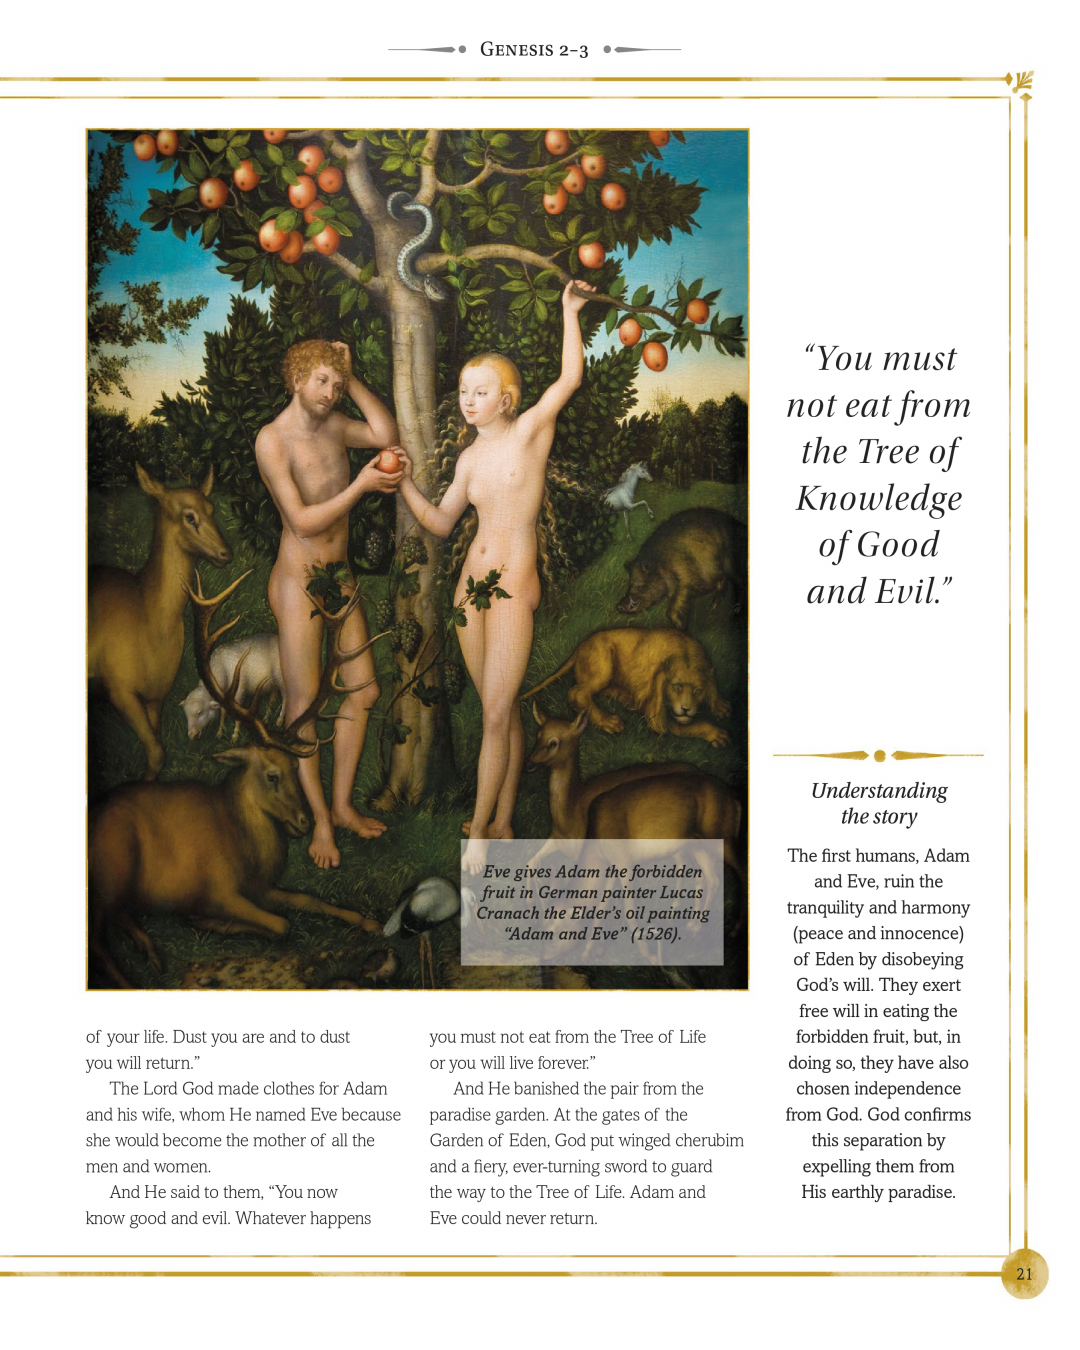 Genesis 2–3
“You must
not eat from
the Tree of
Knowledge
of Good
and Evil.”
Understanding
the story
The first humans, Adam
and Eve, ruin the
tranquility and harmony
(peace and innocence)
of Eden by disobeying
God’s will. They exert
free will in eating the
forbidden fruit, but, in
doing so, they have also
chosen independence
from God. God confirms
this separation by
expelling them from
His earthly paradise.
Eve gives Adam the forbidden
fruit in German painter Lucas
Cranach the Elder’s oil painting
“Adam and Eve” (1526).
of your life. Dust you are and to dust
you will return.”
The Lord God made clothes for Adam
and his wife, whom He named Eve because
she would become the mother of all the
men and women.
And He said to them, “You now
know good and evil. Whatever happens
you must not eat from the Tree of Life
or you will live forever.”
And He banished the pair from the
paradise garden. At the gates of the
Garden of Eden, God put winged cherubim
and a fiery, ever-turning sword to guard
the way to the Tree of Life. Adam and
Eve could never return.
21